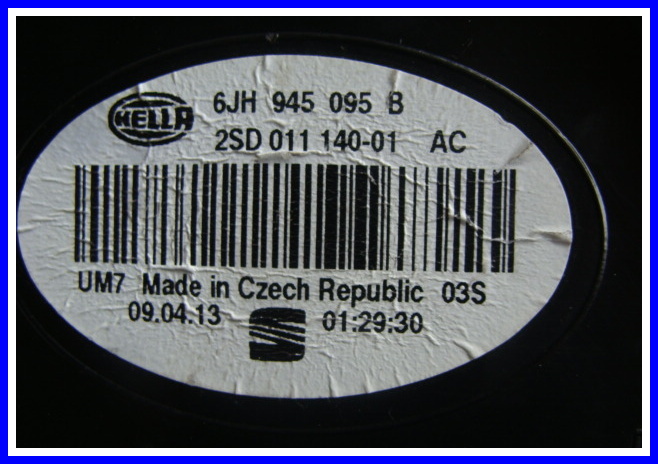 HELLA
6JH 945 095 B
2SD 011 140-01 AC
UM7 Made in Czech Republic 03S
09.04.13 01:29:30